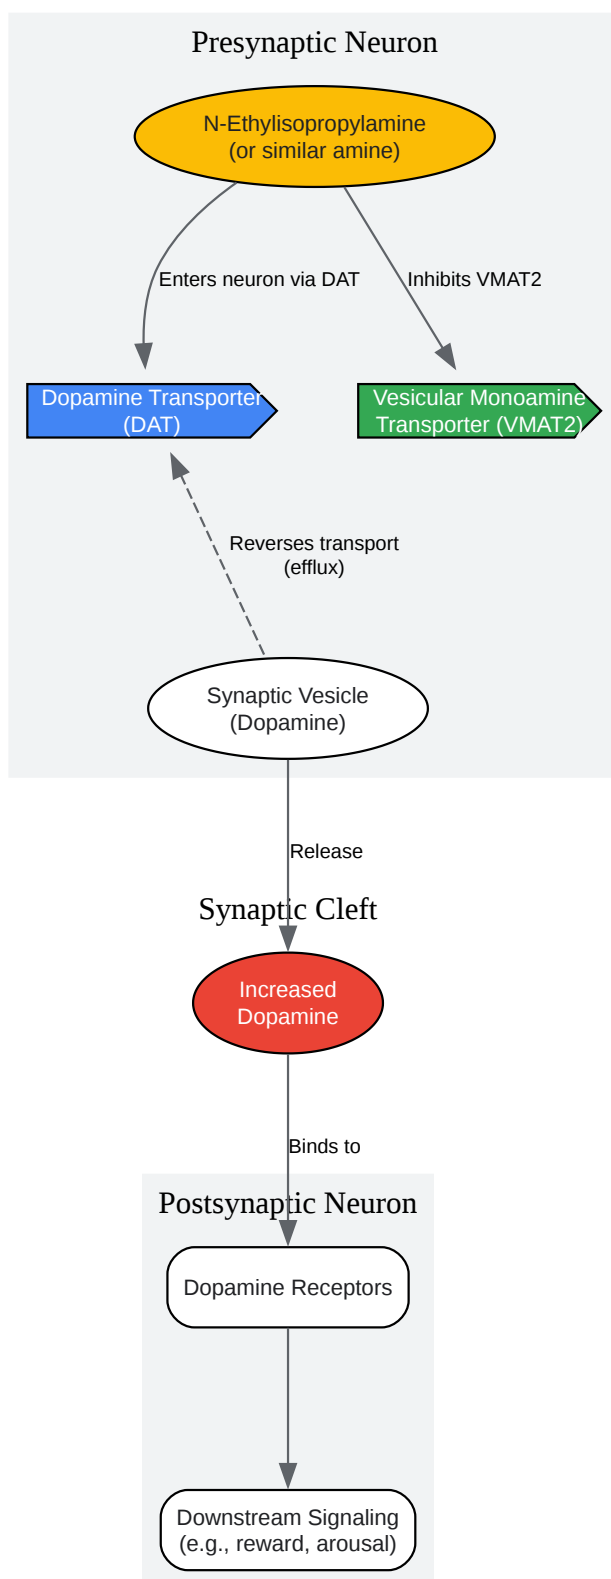 Presynaptic Neuron
N-Ethylisopropylamine
(or similar amine)
Enters neuron via DAT
Inhibits VMAT2
Dopamine Transporter
(DAT)
Vesicular Monoamine
Transporter (VMAT2)
Reverses transport
(efflux)
Synaptic Vesicle
(Dopamine)
Release
Synaptic Cleft
Increased
Dopamine
Binds to
Postsynaptic Neuron
Dopamine Receptors
Downstream Signaling
(e.g., reward, arousal)